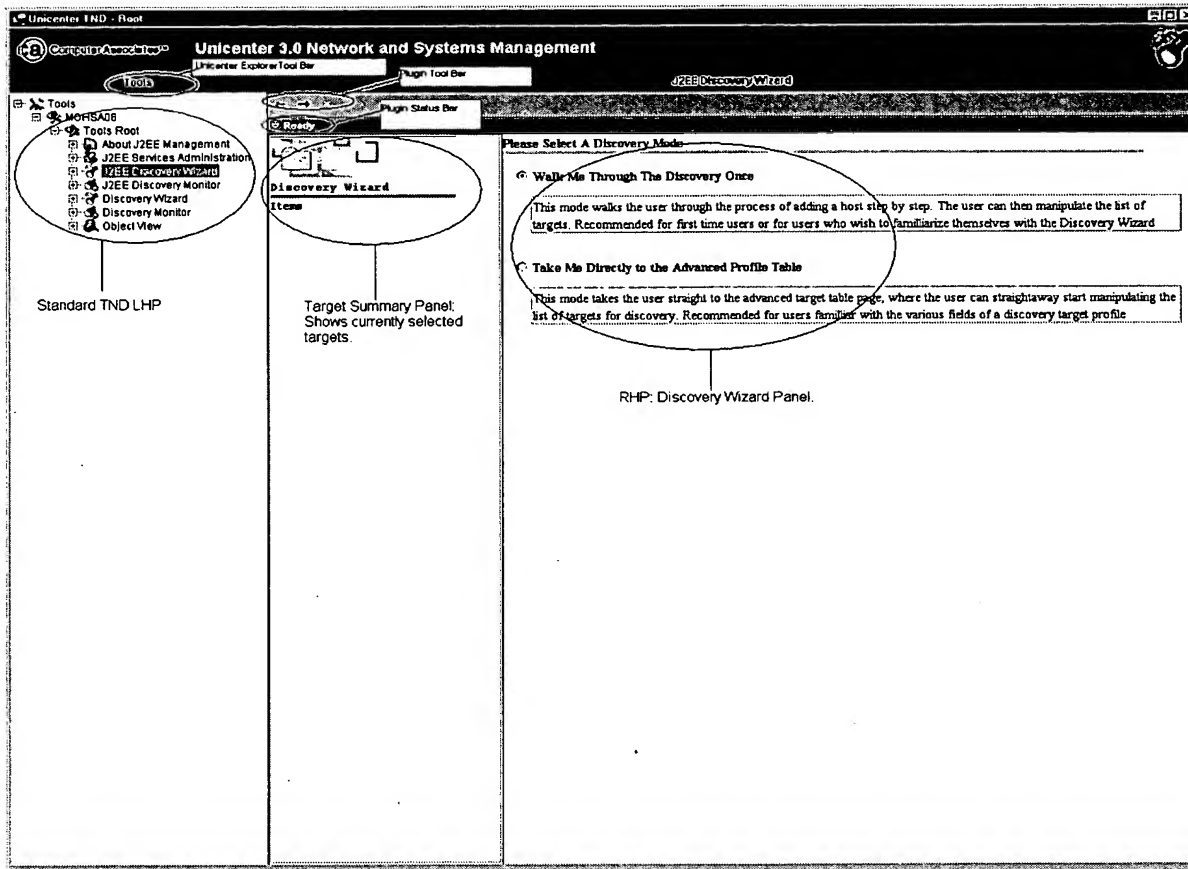 Unicenter TND - Root
Computer Associates™
Unicenter 3.0 Network and Systems Management
Unicenter Explorer Tool Bar
Tools
Plugin Tool Bar
J2EE Discovery Wizard
Tools
MOHSA06
Tools Root
About J2EE Management
J2EE Services Administration
J2EE Discovery Wizard
J2EE Discovery Monitor
Discovery Wizard
Discovery Monitor
Object View
Standard TND LHP
Plugin Status Bar
Ready
Discovery Wizard
Items
Target Summary Panel:
Shows currently selected
targets.
Please Select A Discovery Mode
Walk Me Through The Discovery Once
This mode walks the user through the process of adding a host step by step. The user can then manipulate the list of
targets. Recommended for first time users or for users who wish to familiarize themselves with the Discovery Wizard
Take Me Directly to the Advanced Profile Table
This mode takes the user straight to the advanced target table page, where the user can straightaway start manipulating the
list of targets for discovery. Recommended for users familier with the various fields of a discovery target profile
RHP: Discovery Wizard Panel.